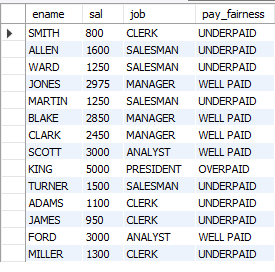 ename sal job pay_fairness
SMITH 800 CLERK UNDERPAID
ALLEN 1600 SALESMAN UNDERPAID
WARD 1250 SALESMAN UNDERPAID
JONES 2975 MANAGER WELL PAID
MARTIN 1250 SALESMAN UNDERPAID
BLAKE 2850 MANAGER WELL PAID
CLARK 2450 MANAGER WELL PAID
SCOTT 3000 ANALYST WELL PAID
KING 5000 PRESIDENT OVERPAID
TURNER 1500 SALESMAN UNDERPAID
ADAMS 1100 CLERK UNDERPAID
JAMES 950 CLERK UNDERPAID
FORD 3000 ANALYST WELL PAID
MILLER 1300 CLERK UNDERPAID